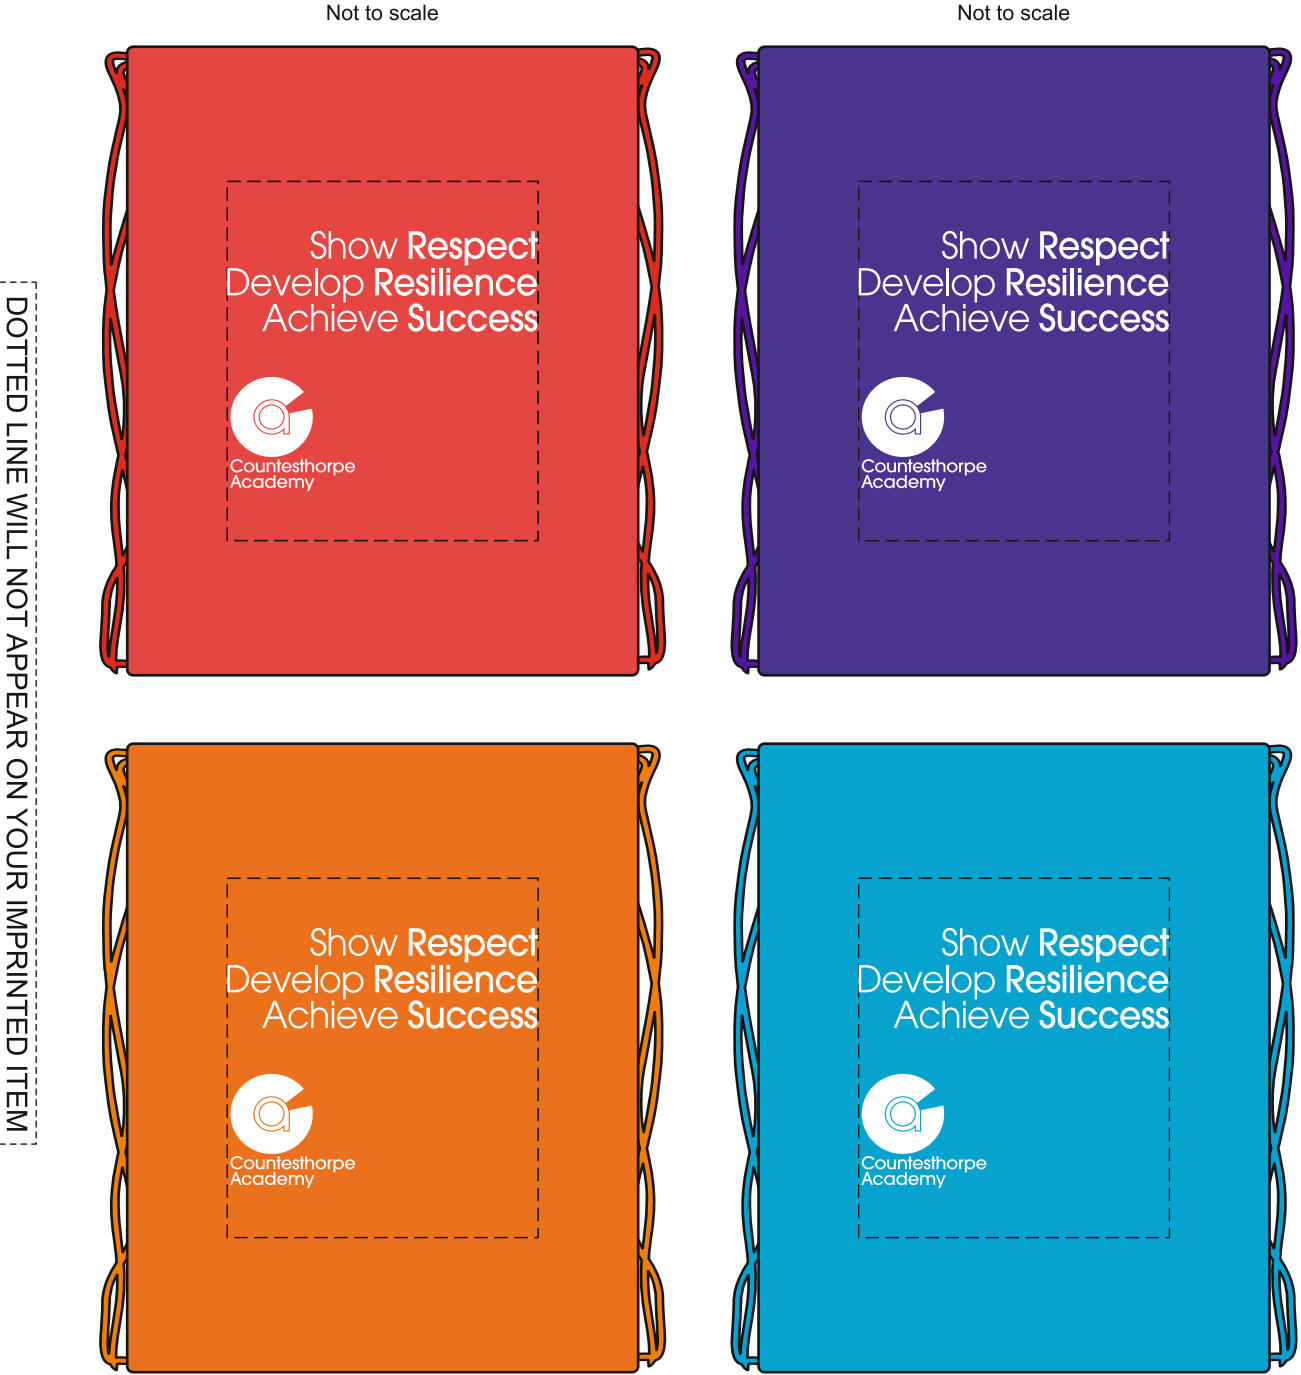 Not to scale
Not to scale
Show Respect
Develop Resilience
Achieve Success
a
Countesthorpe
Academy
Show Respect
Develop Resilience
Achieve Success
a
Countesthorpe
Academy
DOTTED LINE WILL NOT APPEAR ON YOUR IMPRINTED ITEM
Show Respect
Develop Resilience
Achieve Success
a
Countesthorpe
Academy
Show Respect
Develop Resilience
Achieve Success
a
Countesthorpe
Academy